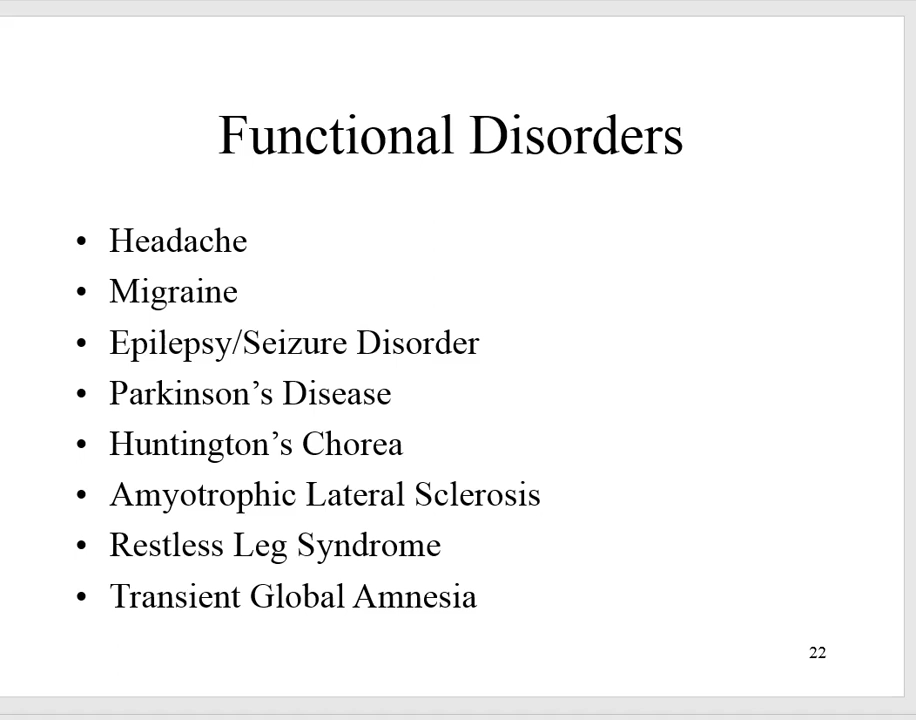 Functional Disorders
• Headache
• Migraine
• Epilepsy/Seizure Disorder
• Parkinson’s Disease
• Huntington’s Chorea
• Amyotrophic Lateral Sclerosis
• Restless Leg Syndrome
• Transient Global Amnesia
22